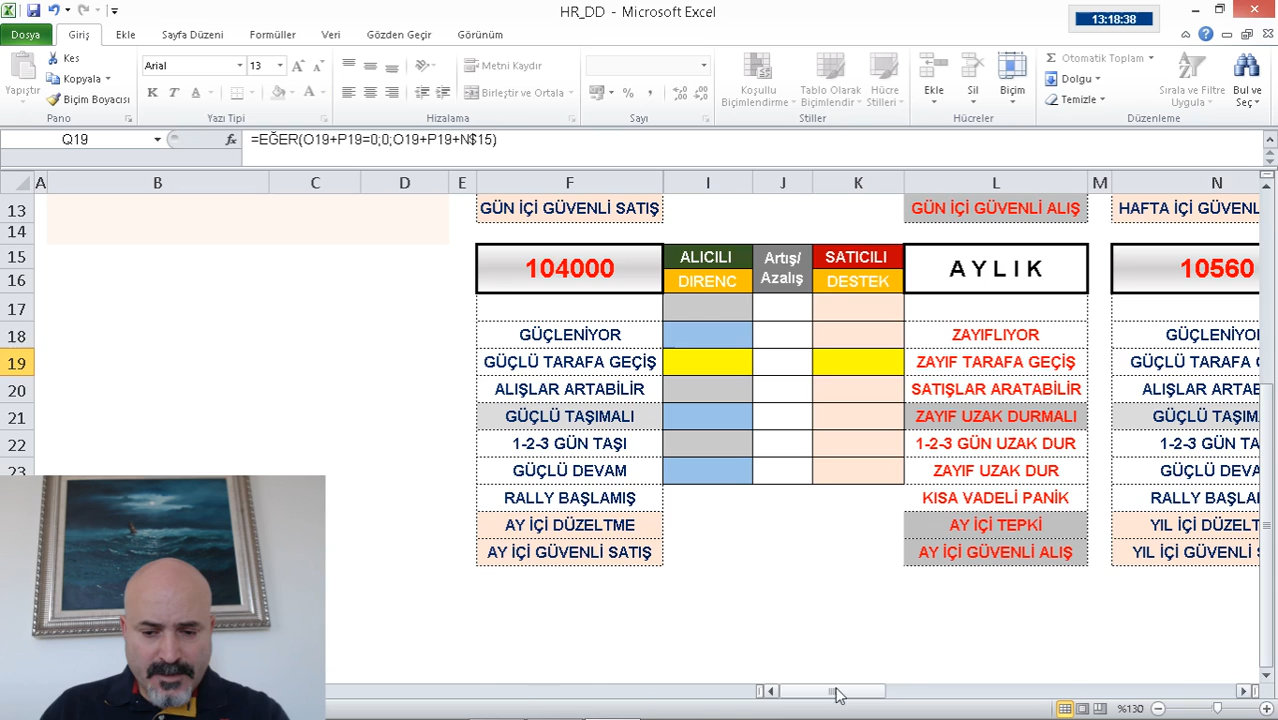 HR_DD - Microsoft Excel
13:18:38
Dosya Giriş Ekle Sayfa Düzeni Formüller Veri Gözden Geçir Görünüm
Yapıştır
Kes
Kopyala
Biçim Boyacısı
Pano
Arial 13
K T A
Yazı Tipi
Metni Kaydır
Birleştir ve Ortala
Hizalama
Sayı
Koşullu Biçimlendirme
Tablo Olarak Biçimlendir
Hücre Stilleri
Stiller
Ekle Sil Biçim
Hücreler
Σ Otomatik Toplam
Dolgu
Temizle
Sırala ve Filtre Uygula
Bul ve Seç
Düzenleme
Q19 fx =EĞER(O19+P19=0;0;O19+P19+N$15)
A B C D E F I J K L M N
13 GÜN İÇİ GÜVENLİ SATIŞ GÜN İÇİ GÜVENLİ ALIŞ HAFTA İÇİ GÜVENL
14
15 104000 ALICILI Artış/ SATICILI A Y L I K 10560
16 DIRENC Azalış DESTEK
17
18 GÜÇLENİYOR ZAYIFLIYOR GÜÇLENİYOR
19 GÜÇLÜ TARAFA GEÇİŞ ZAYIF TARAFA GEÇİŞ GÜÇLÜ TARAFA G
20 ALIŞLAR ARTABİLİR SATIŞLAR ARATABİLİR ALIŞLAR ARTAB
21 GÜÇLÜ TAŞIMALI ZAYIF UZAK DURMALI GÜÇLÜ TAŞIM
22 1-2-3 GÜN TAŞI 1-2-3 GÜN UZAK DUR 1-2-3 GÜN TA
23 GÜÇLÜ DEVAM ZAYIF UZAK DUR GÜÇLÜ DEVA
RALLY BAŞLAMIŞ KISA VADELİ PANİK RALLY BAŞLA
AY İÇİ DÜZELTME AY İÇİ TEPKİ YIL İÇİ DÜZELT
AY İÇİ GÜVENLİ SATIŞ AY İÇİ GÜVENLİ ALIŞ YIL İÇİ GÜVENLİ
%130